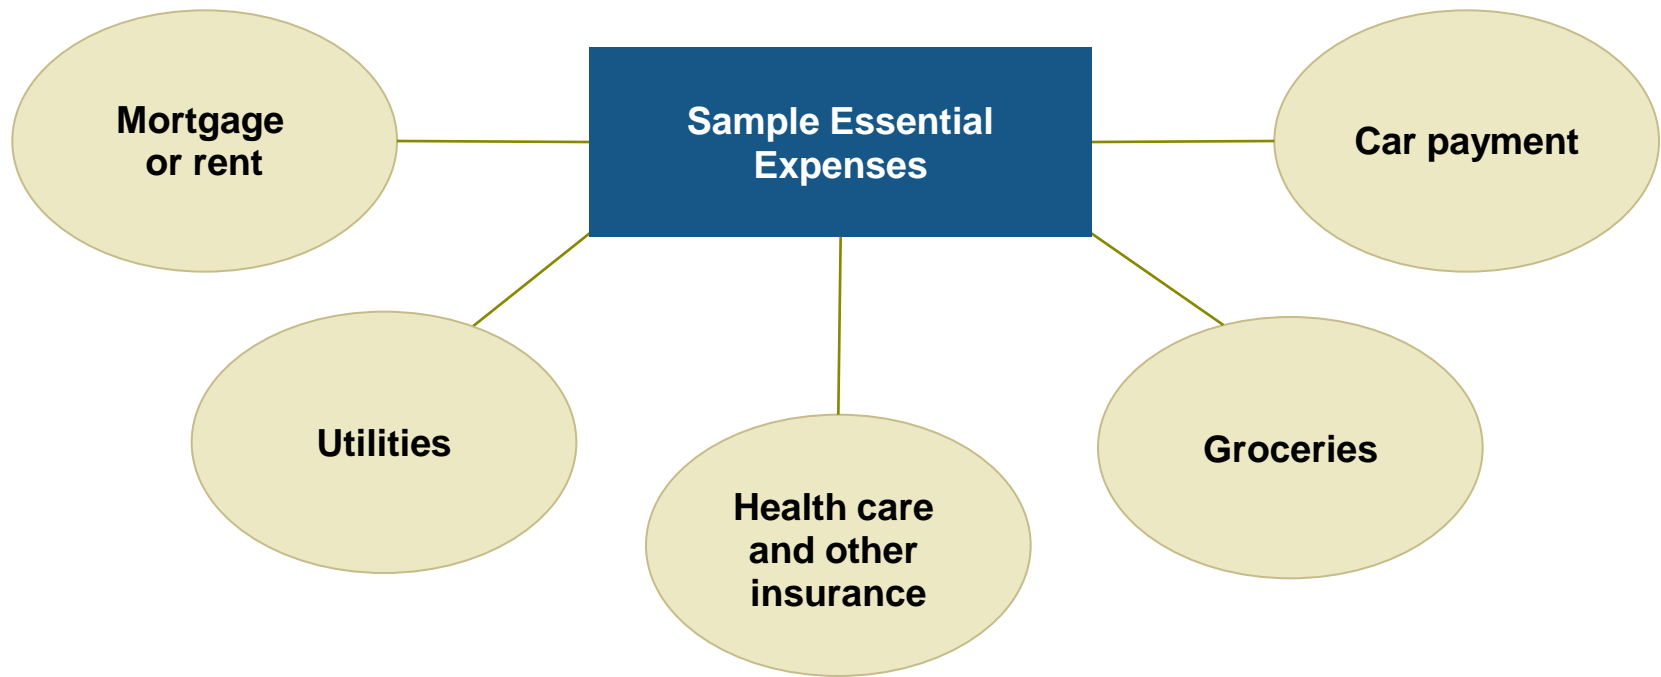 Sample Essential
Expenses
Mortgage
or rent
Utilities
Health care
and other
insurance
Groceries
Car payment